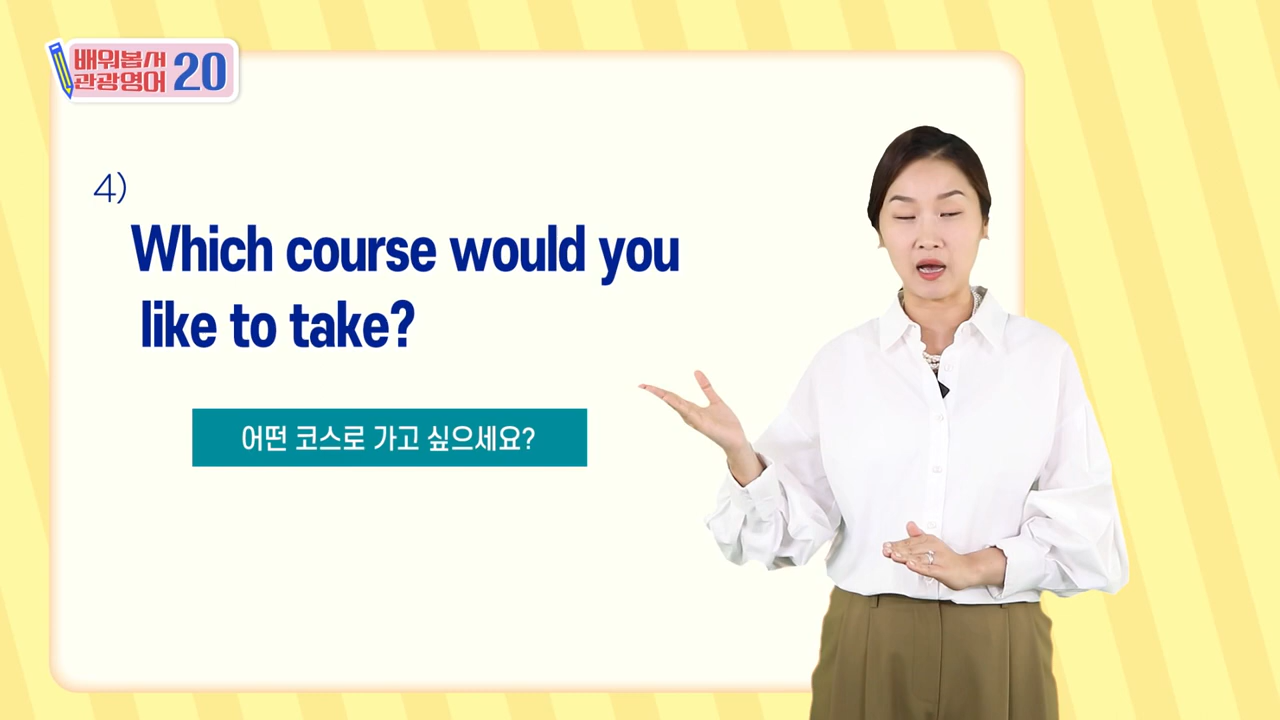 배워봅서
관광영어 20
4)
Which course would you
like to take?
어떤 코스로 가고 싶으세요?